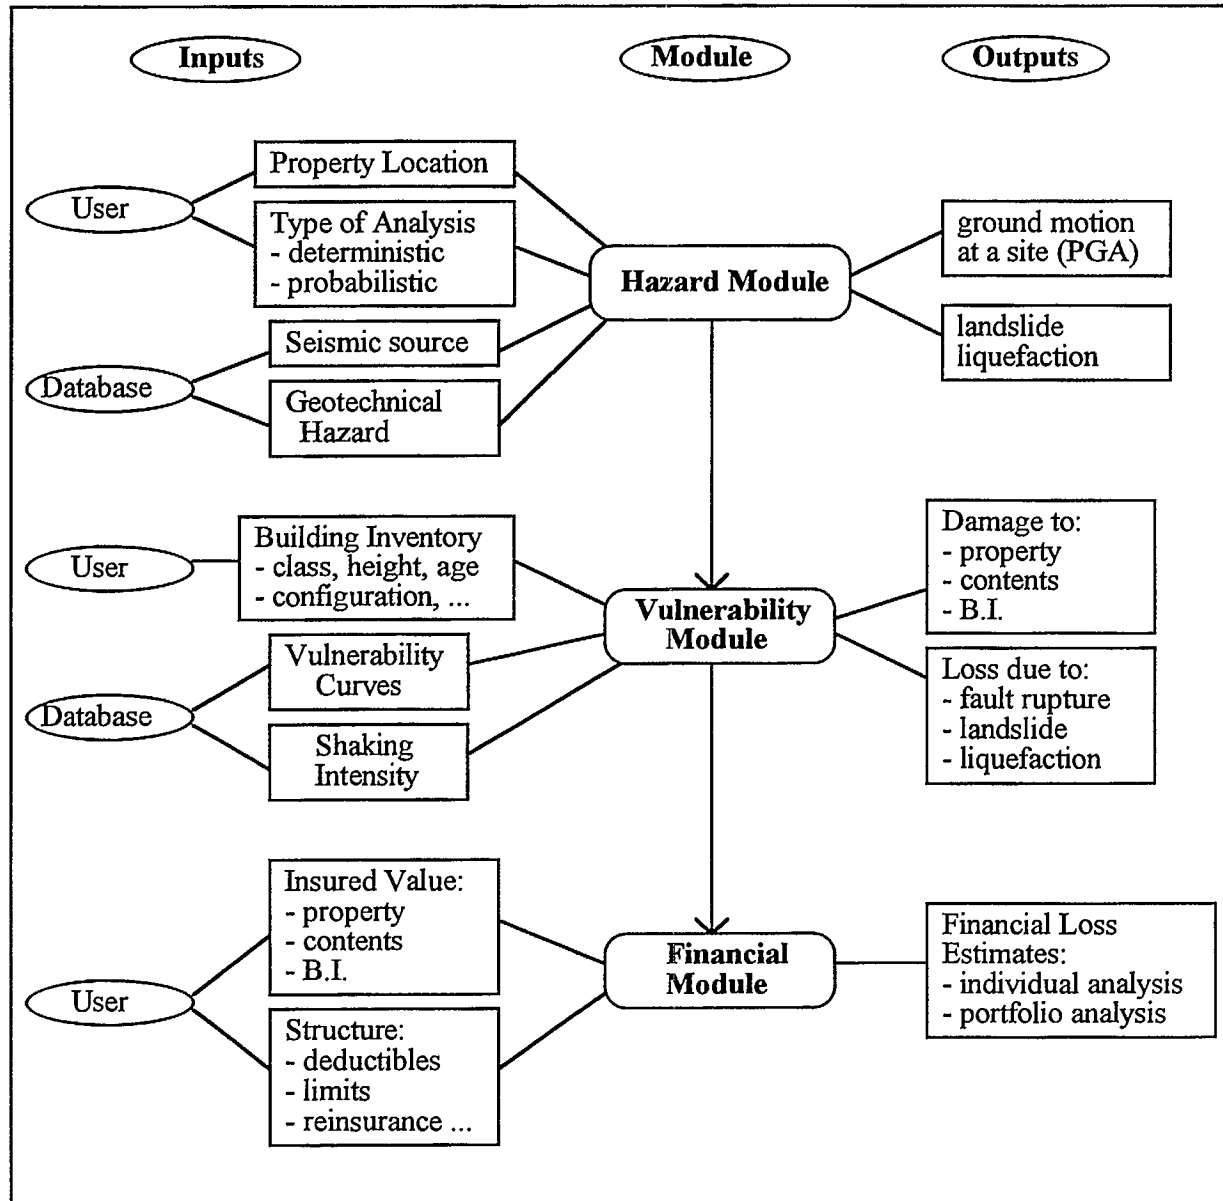 Inputs
Module
Outputs
Property Location
User
Type of Analysis
- deterministic
- probabilistic
Seismic source
Database
Geotechnical
Hazard
Hazard Module
ground motion
at a site (PGA)
landslide
liquefaction
User
Building Inventory
- class, height, age
- configuration, ...
Vulnerability
Curves
Database
Shaking
Intensity
Vulnerability
Module
Damage to:
- property
- contents
- B.I.
Loss due to:
- fault rupture
- landslide
- liquefaction
Insured Value:
- property
- contents
- B.I.
User
Structure:
- deductibles
- limits
- reinsurance ...
Financial
Module
Financial Loss
Estimates:
- individual analysis
- portfolio analysis